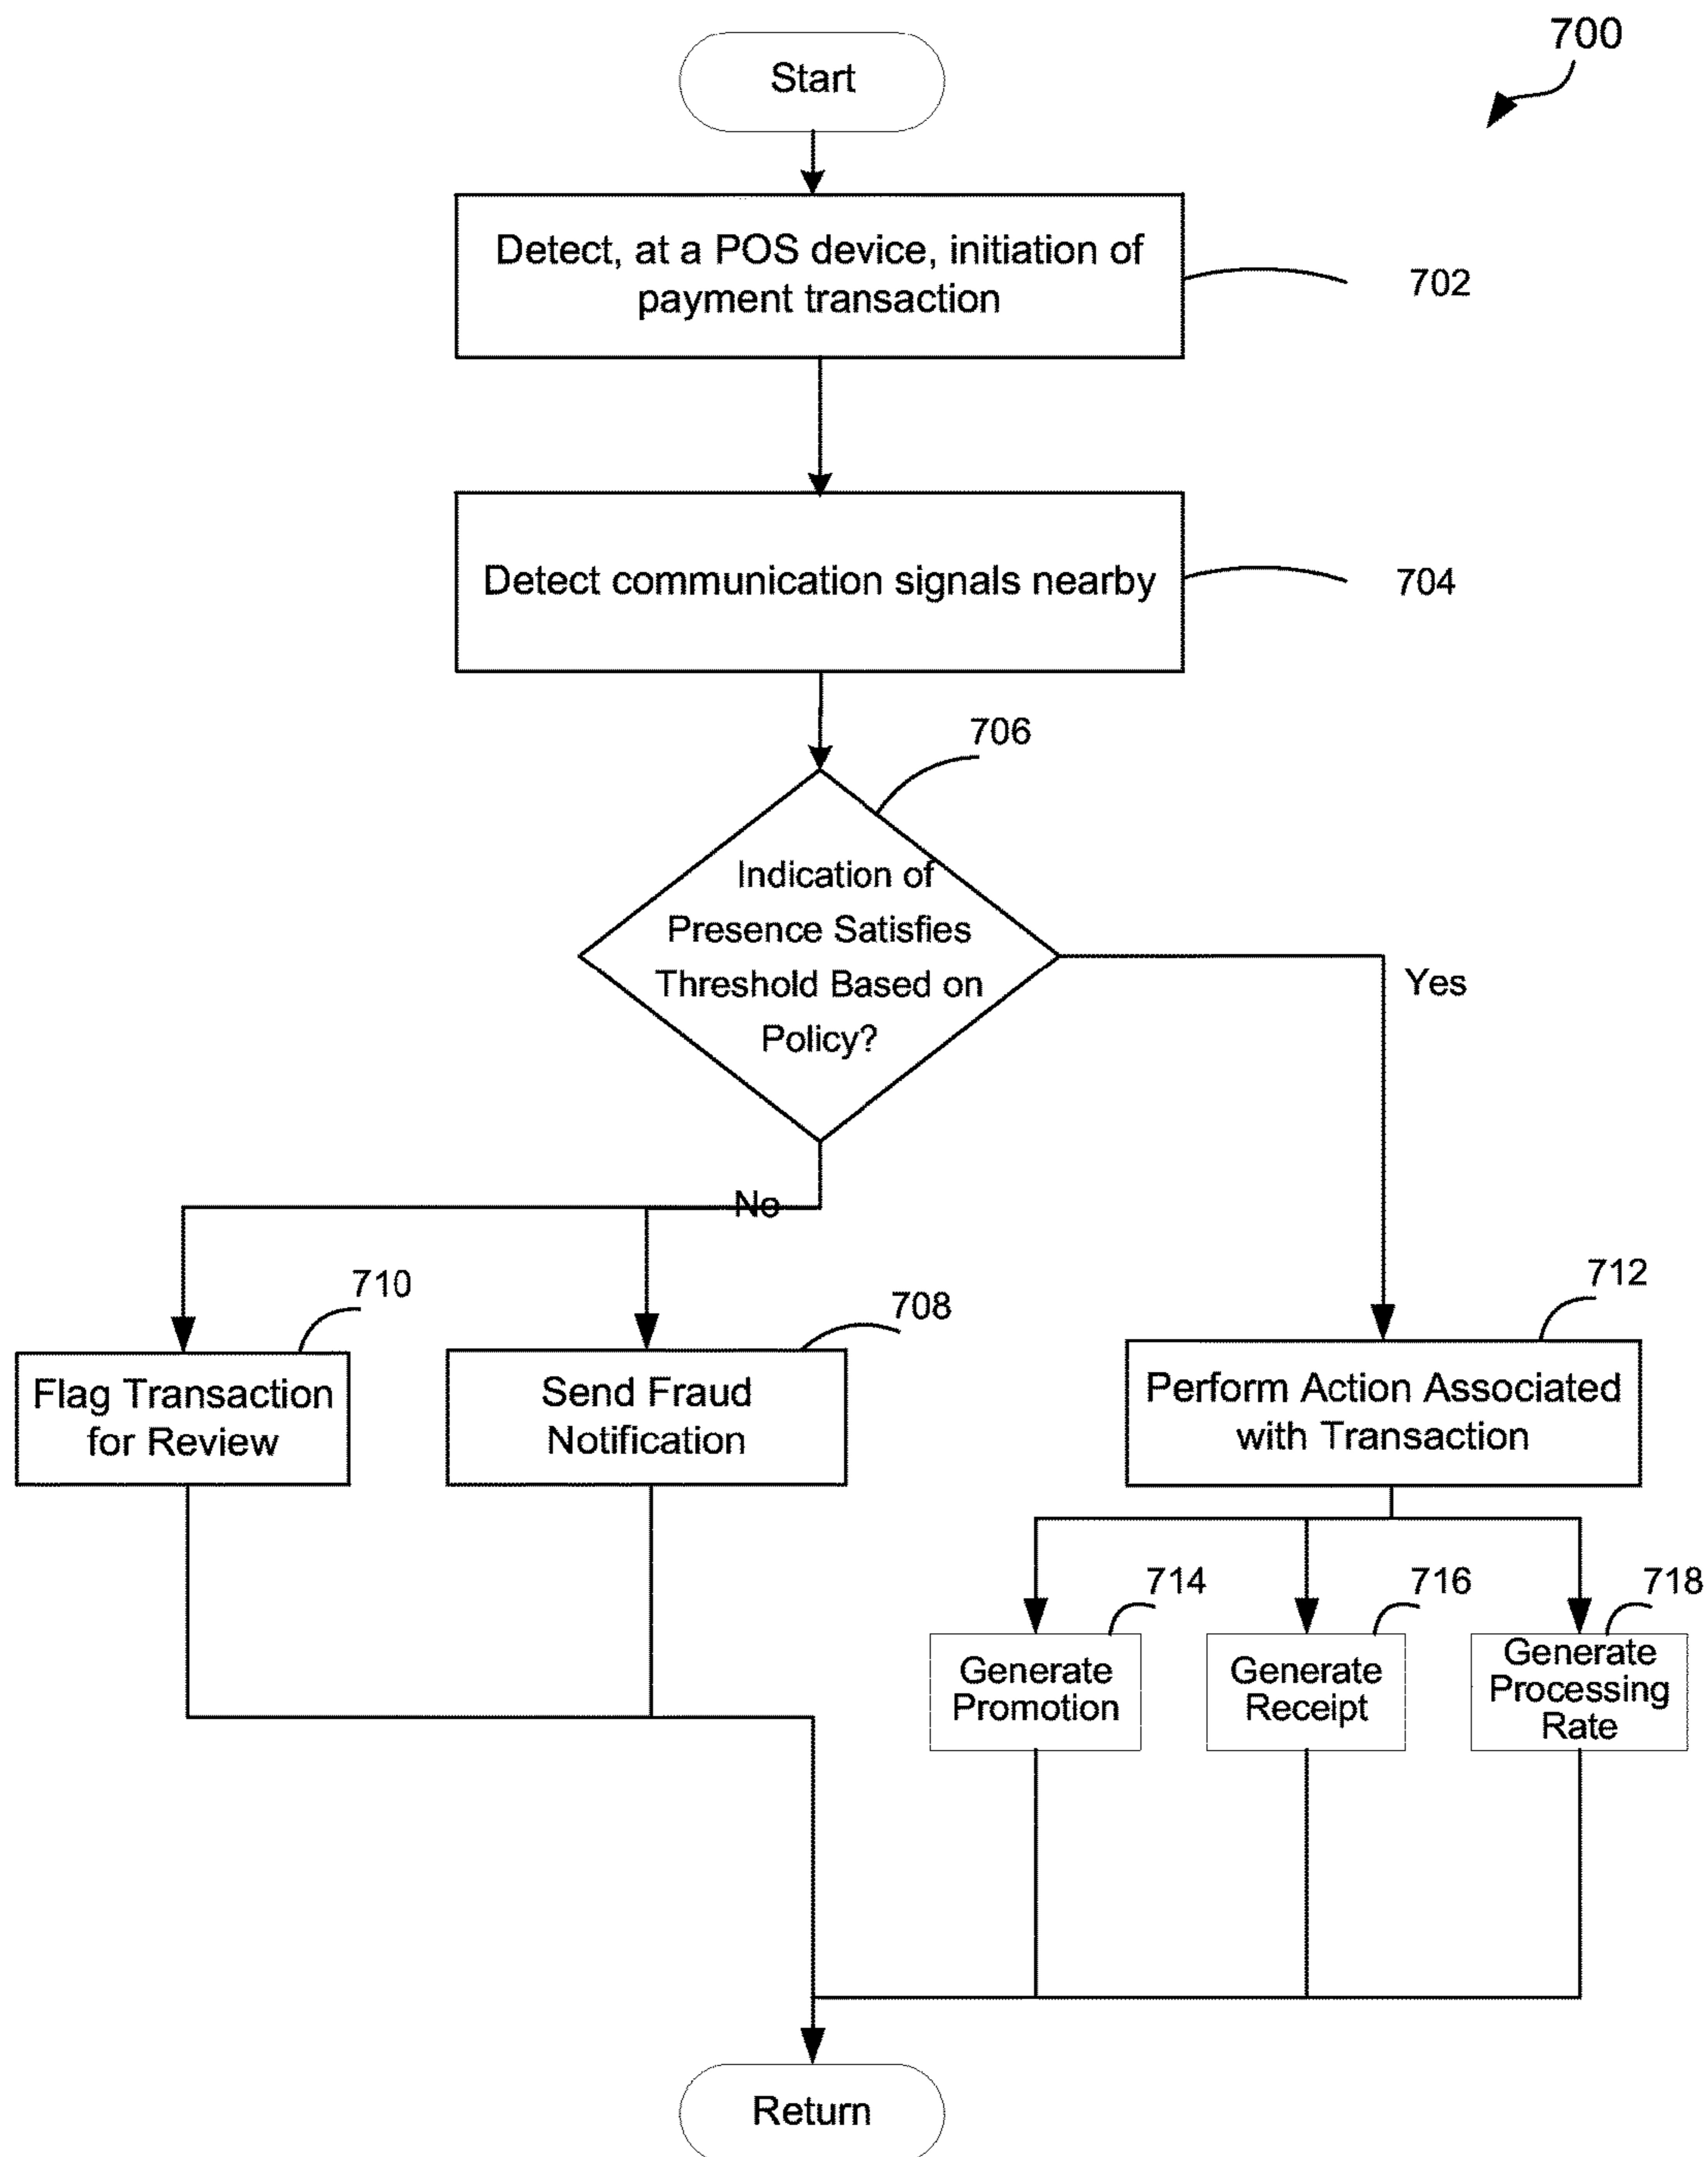 700
Start
Detect, at a POS device, initiation of
payment transaction
702
Detect communication signals nearby
704
706
Indication of
Presence Satisfies
Threshold Based on
Policy?
Yes
No
710
708
712
Flag Transaction
for Review
Send Fraud
Notification
Perform Action Associated
with Transaction
714
716
718
Generate
Promotion
Generate
Receipt
Generate
Processing
Rate
Return